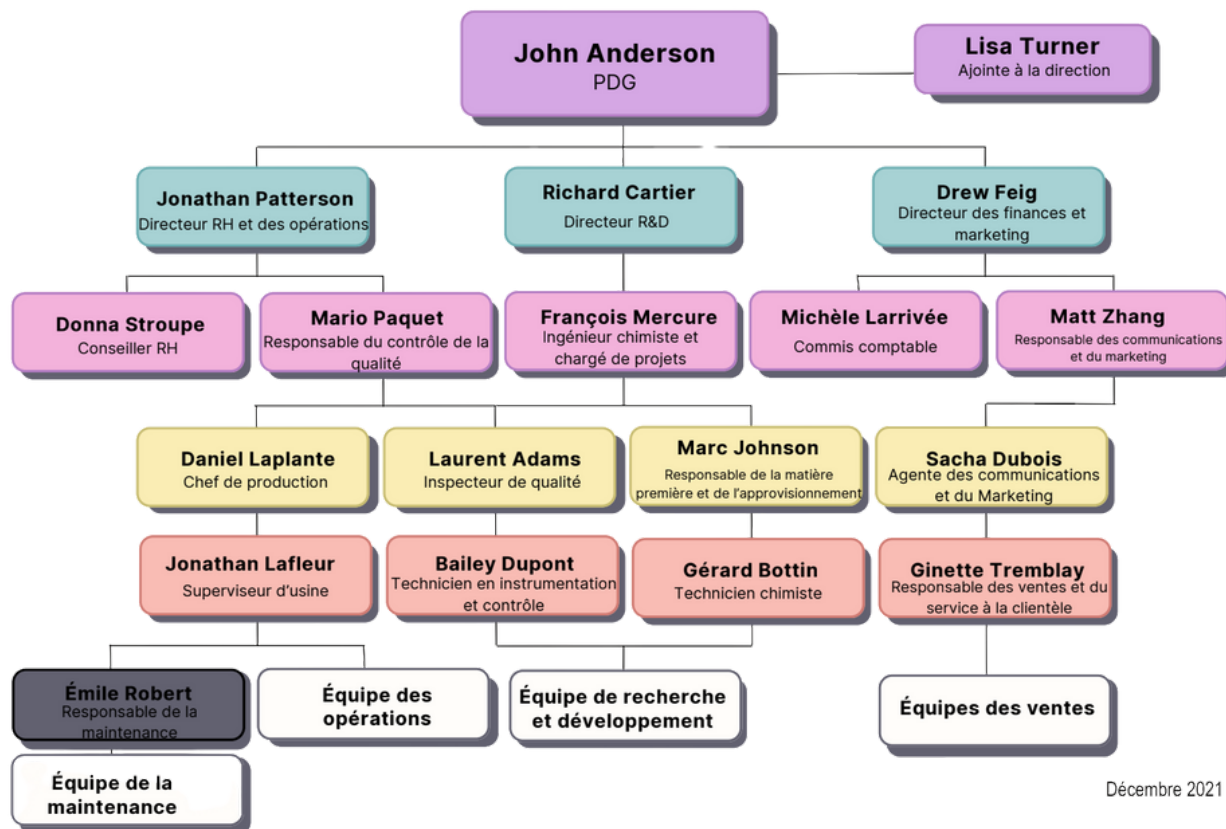 John Anderson
PDG
Lisa Turner
Ajointe à la direction
Jonathan Patterson
Directeur RH et des opérations
Richard Cartier
Directeur R&D
Drew Feig
Directeur des finances et
marketing
Donna Stroupe
Conseiller RH
Mario Paquet
Responsable du contrôle de la
qualité
François Mercure
Ingénieur chimiste et
chargé de projets
Michèle Larrivée
Commis comptable
Matt Zhang
Responsable des communications
et du marketing
Daniel Laplante
Chef de production
Laurent Adams
Inspecteur de qualité
Marc Johnson
Responsable de la matière
première et de l'approvisionnement
Sacha Dubois
Agente des communications
et du Marketing
Jonathan Lafleur
Superviseur d'usine
Bailey Dupont
Technicien en instrumentation
et contrôle
Gérard Bottin
Technicien chimiste
Ginette Tremblay
Responsable des ventes et du
service à la clientèle
Émile Robert
Responsable de la
maintenance
Équipe des
opérations
Équipe de recherche
et développement
Équipes des ventes
Équipe de la
maintenance
Décembre 2021